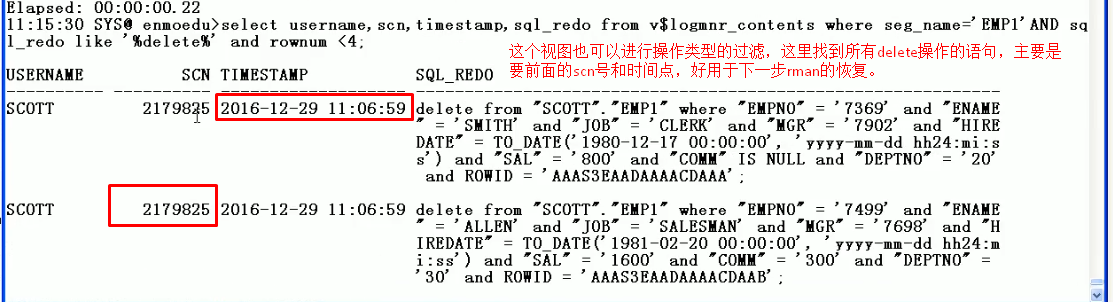 Elapsed: 00:00:00.22
11:15:30 SYS@ enmoedu>select username,scn,timestamp,sql_redo from v$logmnr_contents where seg_name='EMP1'AND sq
l_redo like '%delete%' and rownum <4;
这个视图也可以进行操作类型的过滤，这里找到所有delete操作的语句，主要是
要前面的scn号和时间点，好用于下一步rman的恢复。
USERNAME SCN TIMESTAMP SQL_REDO
---------- ---------- ------------------- ------------------------------------------------------------
SCOTT 2179825 2016-12-29 11:06:59 delete from "SCOTT"."EMP1" where "EMPNO" = '7369' and "ENAME
" = 'SMITH' and "JOB" = 'CLERK' and "MGR" = '7902' and "HIRE
DATE" = TO_DATE('1980-12-17 00:00:00', 'yyyy-mm-dd hh24:mi:s
s') and "SAL" = '800' and "COMM" IS NULL and "DEPTNO" = '20'
and ROWID = 'AAAS3EAADAAAACDAAA';
SCOTT 2179825 2016-12-29 11:06:59 delete from "SCOTT"."EMP1" where "EMPNO" = '7499' and "ENAME
" = 'ALLEN' and "JOB" = 'SALESMAN' and "MGR" = '7698' and "H
IREDATE" = TO_DATE('1981-02-20 00:00:00', 'yyyy-mm-dd hh24:m
i:ss') and "SAL" = '1600' and "COMM" = '300' and "DEPTNO" =
'30' and ROWID = 'AAAS3EAADAAAACDAAB';